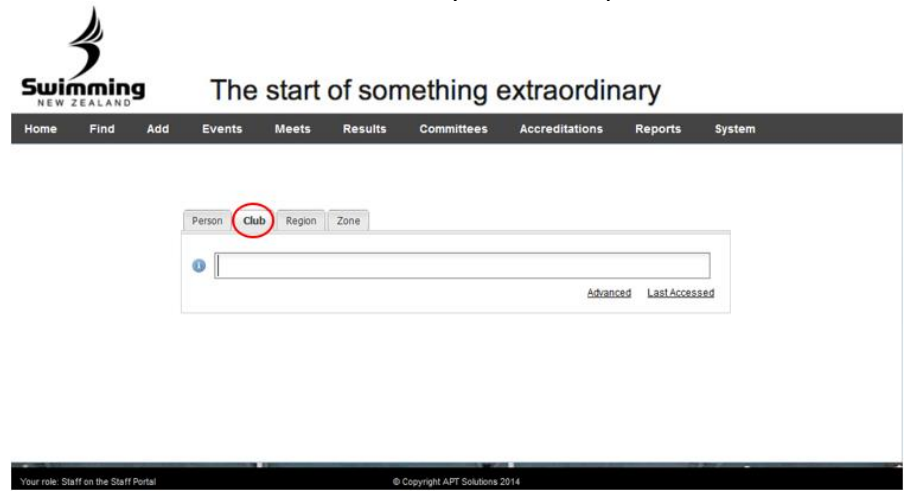 Swimming
NEW ZEALAND
The start of something extraordinary
Home Find Add Events Meets Results Committees Accreditations Reports System
Person Club Region Zone
i
Advanced Last Accessed
Your role: Staff on the Staff Portal © Copyright APT Solutions 2014